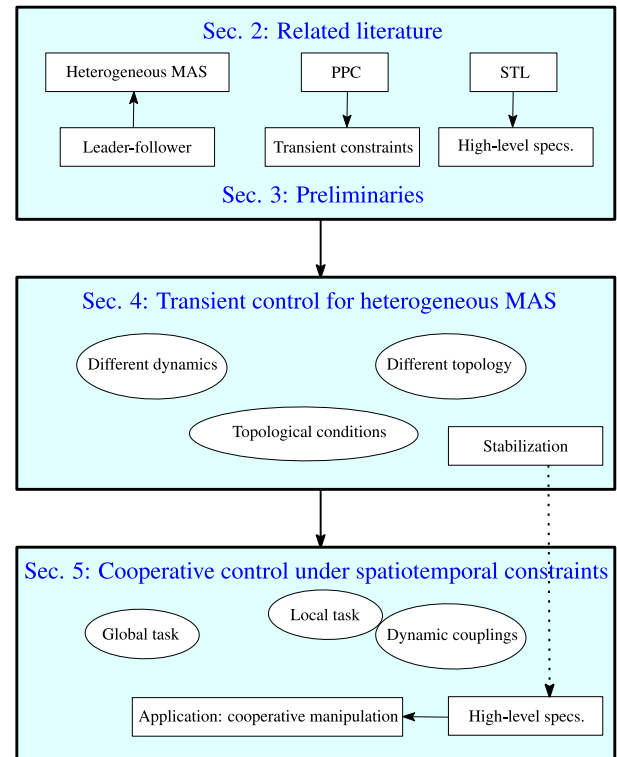 Sec. 2: Related literature
Heterogeneous MAS
PPC
STL
Leader-follower
Transient constraints
High-level specs.
Sec. 3: Preliminaries
Sec. 4: Transient control for heterogeneous MAS
Different dynamics
Different topology
Topological conditions
Stabilization
Sec. 5: Cooperative control under spatiotemporal constraints
Global task
Local task
Dynamic couplings
Application: cooperative manipulation
High-level specs.